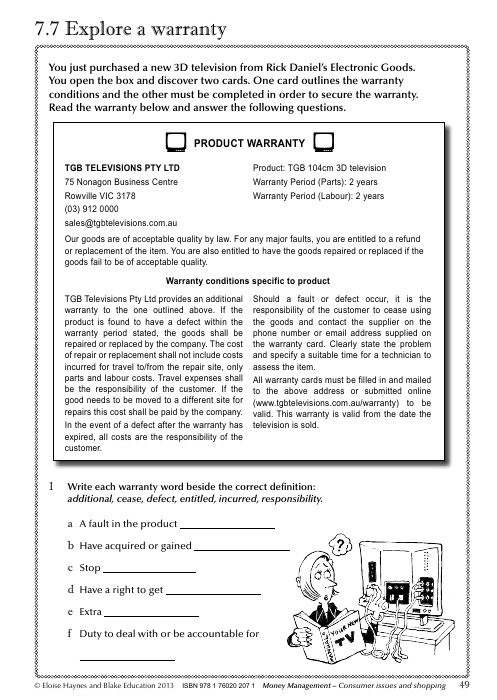 7.7 Explore a warranty
You just purchased a new 3D television from Rick Daniel's Electronic Goods.
You open the box and discover two cards. One card outlines the warranty
conditions and the other must be completed in order to secure the warranty.
Read the warranty below and answer the following questions.
PRODUCT WARRANTY
TGB TELEVISIONS PTY LTD
75 Nonagon Business Centre
Rowville VIC 3178
(03) 912 0000
sales@tgbtelevisions.com.au
Product: TGB 104cm 3D television
Warranty Period (Parts): 2 years
Warranty Period (Labour): 2 years
Our goods are of acceptable quality by law. For any major faults, you are entitled to a refund
or replacement of the item. You are also entitled to have the goods repaired or replaced if the
goods fail to be of acceptable quality.
Warranty conditions specific to product
TGB Televisions Pty Ltd provides an additional
warranty to the one outlined above. If the
product is found to have a defect within the
warranty period stated, the goods shall be
repaired or replaced by the company. The cost
of repair or replacement shall not include costs
incurred for travel to/from the repair site, only
parts and labour costs. Travel expenses shall
be the responsibility of the customer. If the
good needs to be moved to a different site for
repairs this cost shall be paid by the company.
In the event of a defect after the warranty has
expired, all costs are the responsibility of the
customer.
Should a fault or defect occur, it is the
responsibility of the customer to cease using
the goods and contact the supplier on the
phone number or email address supplied on
the warranty card. Clearly state the problem
and specify a suitable time for a technician to
assess the item.
All warranty cards must be filled in and mailed
to the above address or submitted online
(www.tgbtelevisions.com.au/warranty) to be
valid. This warranty is valid from the date the
television is sold.
1 Write each warranty word beside the correct definition:
additional, cease, defect, entitled, incurred, responsibility.
a A fault in the product
b Have acquired or gained
c Stop
d Have a right to get
e Extra
f Duty to deal with or be accountable for
?
YOUR NEW
TV
© Eloise Haynes and Blake Education 2013 ISBN 978 1 76020 207 1 Money Management – Consumer issues and shopping 49